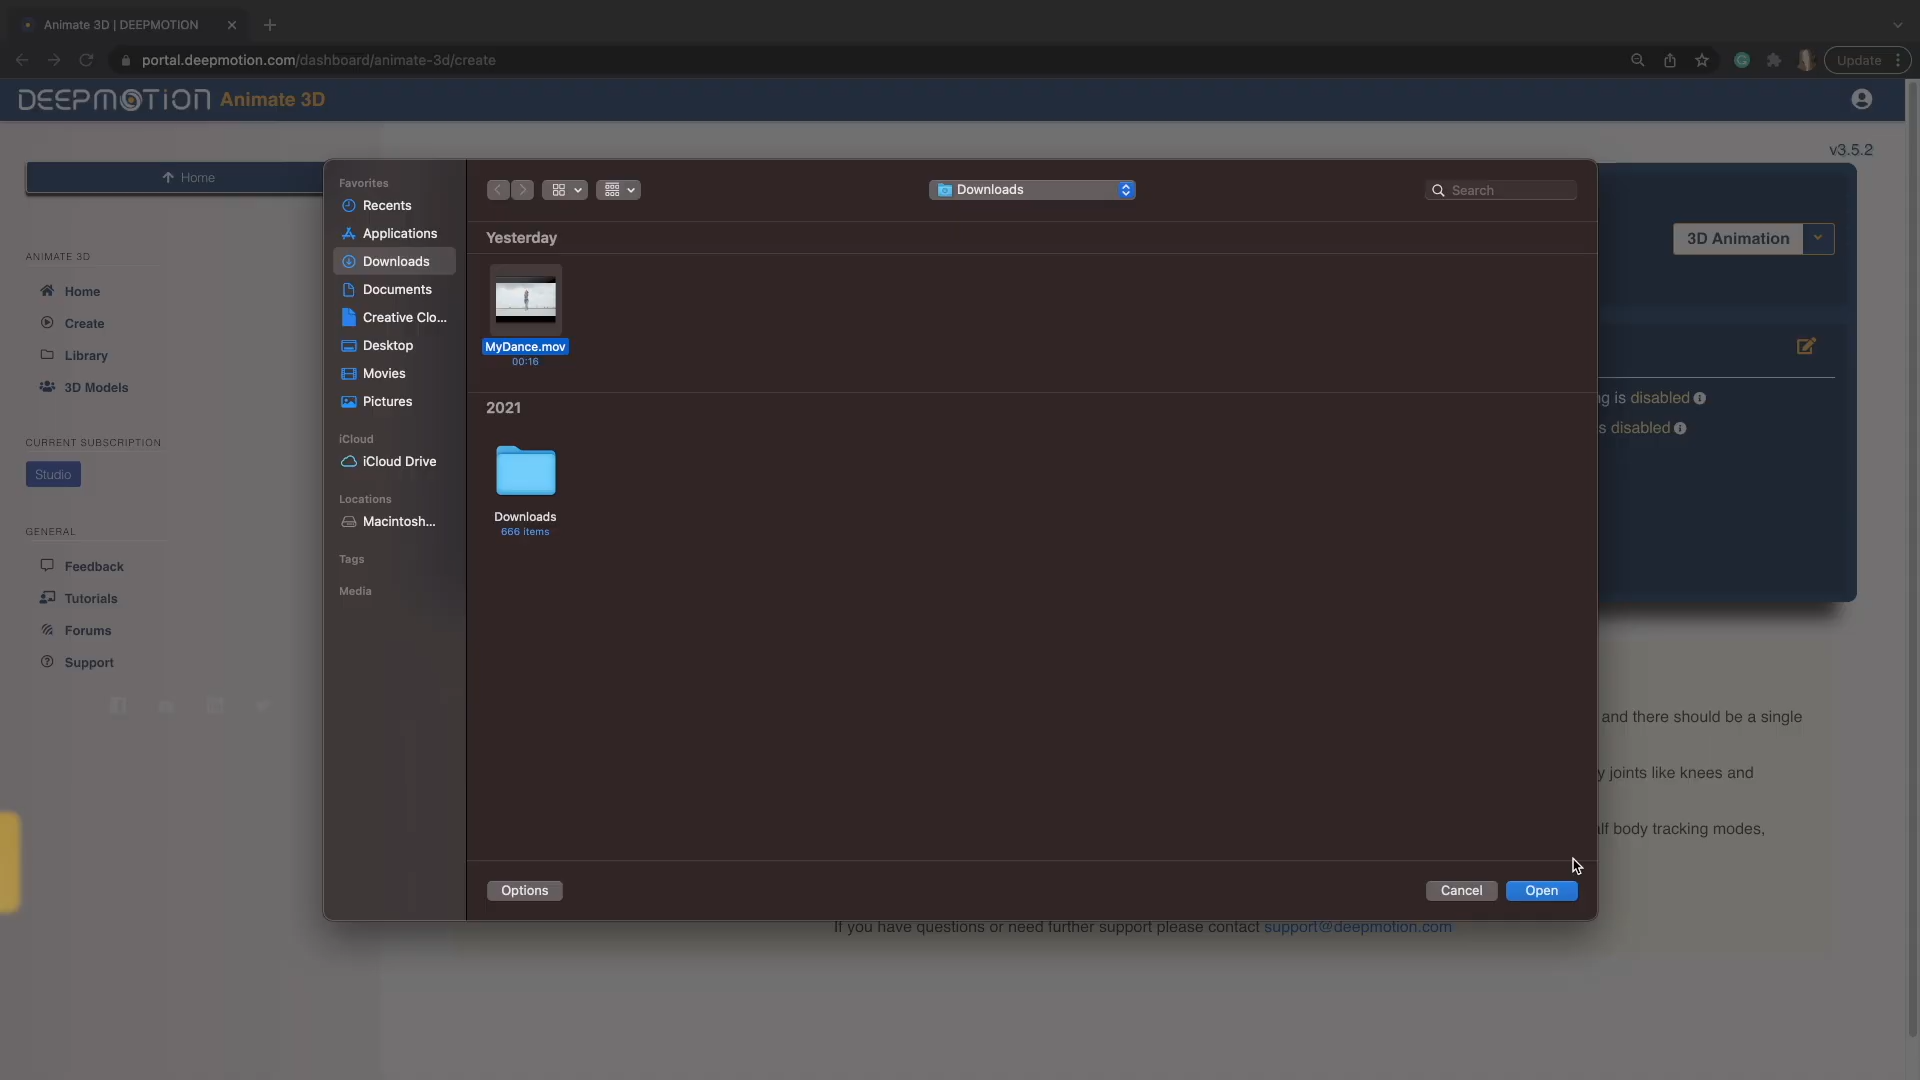 Animate 3D | DEEPMOTION
portal.deepmotion.com/dashboard/animate-3d/create
Update
DEEPMOTION Animate 3D
v3.5.2
Home
ANIMATE 3D
Home
Create
Library
3D Models
CURRENT SUBSCRIPTION
Studio
GENERAL
Feedback
Tutorials
Forums
Support
Favorites
Recents
Applications
Downloads
Documents
Creative Clo...
Desktop
Movies
Pictures
iCloud
iCloud Drive
Locations
Macintosh...
Tags
Media
Downloads
Search
Yesterday
MyDance.mov
00:16
2021
Downloads
666 items
Options
Cancel
Open
3D Animation
ng is disabled
s disabled
and there should be a single
y joints like knees and
alf body tracking modes,
If you have questions or need further support please contact support@deepmotion.com